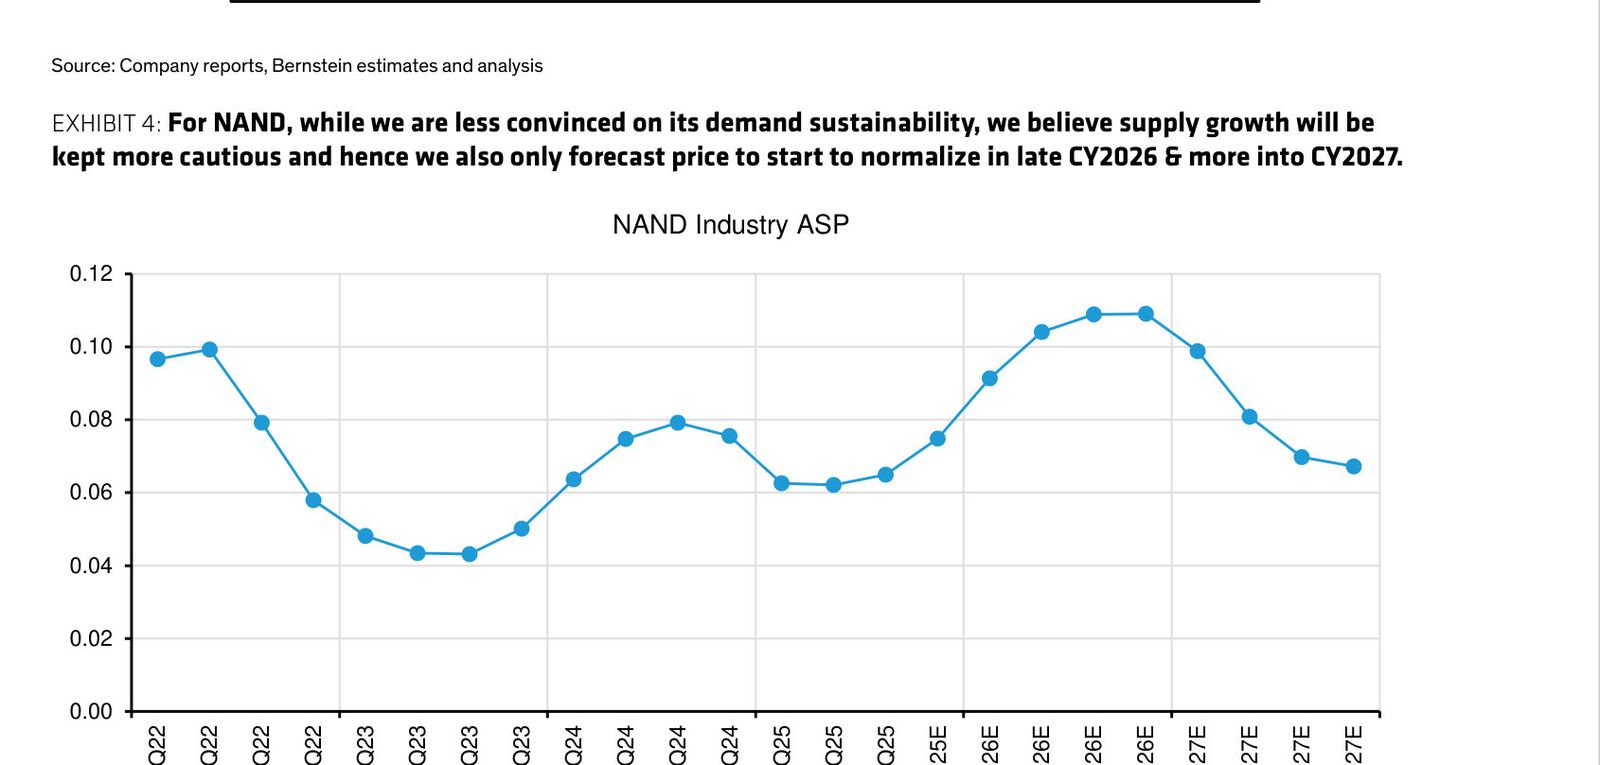 Source: Company reports, Bernstein estimates and analysis
EXHIBIT 4: For NAND, while we are less convinced on its demand sustainability, we believe supply growth will be
kept more cautious and hence we also only forecast price to start to normalize in late CY2026 & more into CY2027.
NAND Industry ASP
0.12
0.10
0.08
0.06
0.04
0.02
0.00
Q22
Q22
Q22
Q22
Q23
Q23
Q23
Q23
Q24
Q24
Q24
Q24
Q25
Q25
Q25
25E
26E
26E
26E
26E
27E
27E
27E
27E